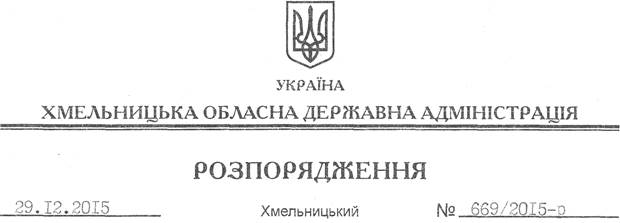 УКРАЇНА
ХМЕЛЬНИЦЬКА ОБЛАСНА ДЕРЖАВНА АДМІНІСТРАЦІЯ
РОЗПОРЯДЖЕННЯ
29.12.2015 Хмельницький № 669/2015-р